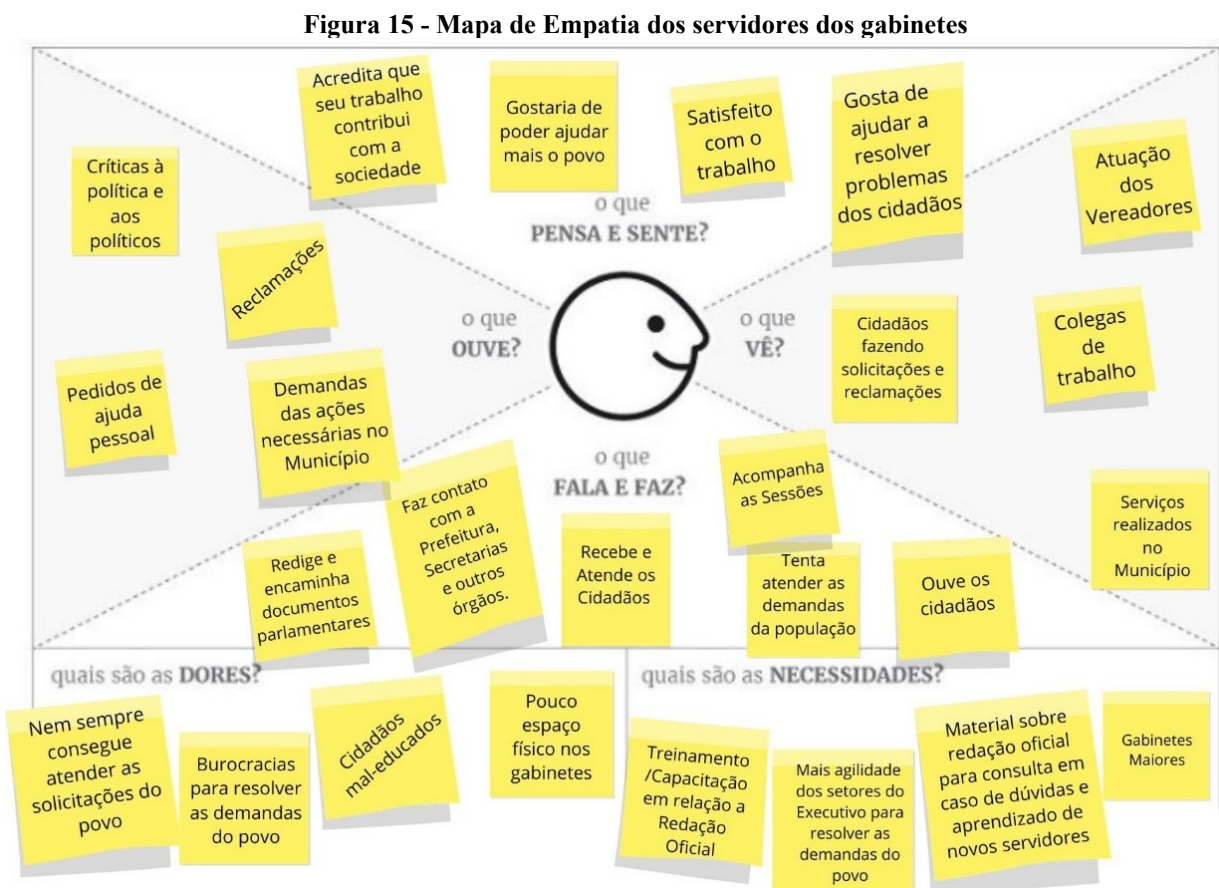 Figura 15 - Mapa de Empatia dos servidores dos gabinetes
Acredita que
seu trabalho
contribui
com a
sociedade
Gostaria de
poder ajudar
mais o povo
Satisfeito
com o
trabalho
Gosta de
ajudar a
resolver
problemas
dos cidadãos
o que
PENSA E SENTE?
Críticas à
política e
aos
políticos
Reclamações
Pedidos de
ajuda
pessoal
Demandas
das ações
necessárias no
Município
o que
OUVE?
o que
VÊ?
Atuação
dos
Vereadores
Cidadãos
fazendo
solicitações e
reclamações
Colegas
de
trabalho
Serviços
realizados
no
Município
o que
FALA E FAZ?
Redige e
encaminha
documentos
parlamentares
Faz contato
com a
Prefeitura,
Secretarias
e outros
órgãos.
Recebe e
Atende os
Cidadãos
Acompanha
as Sessões
Tenta
atender as
demandas
da população
Ouve os
cidadãos
quais são as DORES?
Nem sempre
consegue
atender as
solicitações do
povo
Burocracias
para resolver
as demandas
do povo
Cidadãos
mal-educados
Pouco
espaço
físico nos
gabinetes
quais são as NECESSIDADES?
Treinamento
/Capacitação
em relação a
Redação
Oficial
Mais agilidade
dos setores do
Executivo para
resolver as
demandas do
povo
Material sobre
redação oficial
para consulta em
caso de dúvidas e
aprendizado de
novos servidores
Gabinetes
Maiores